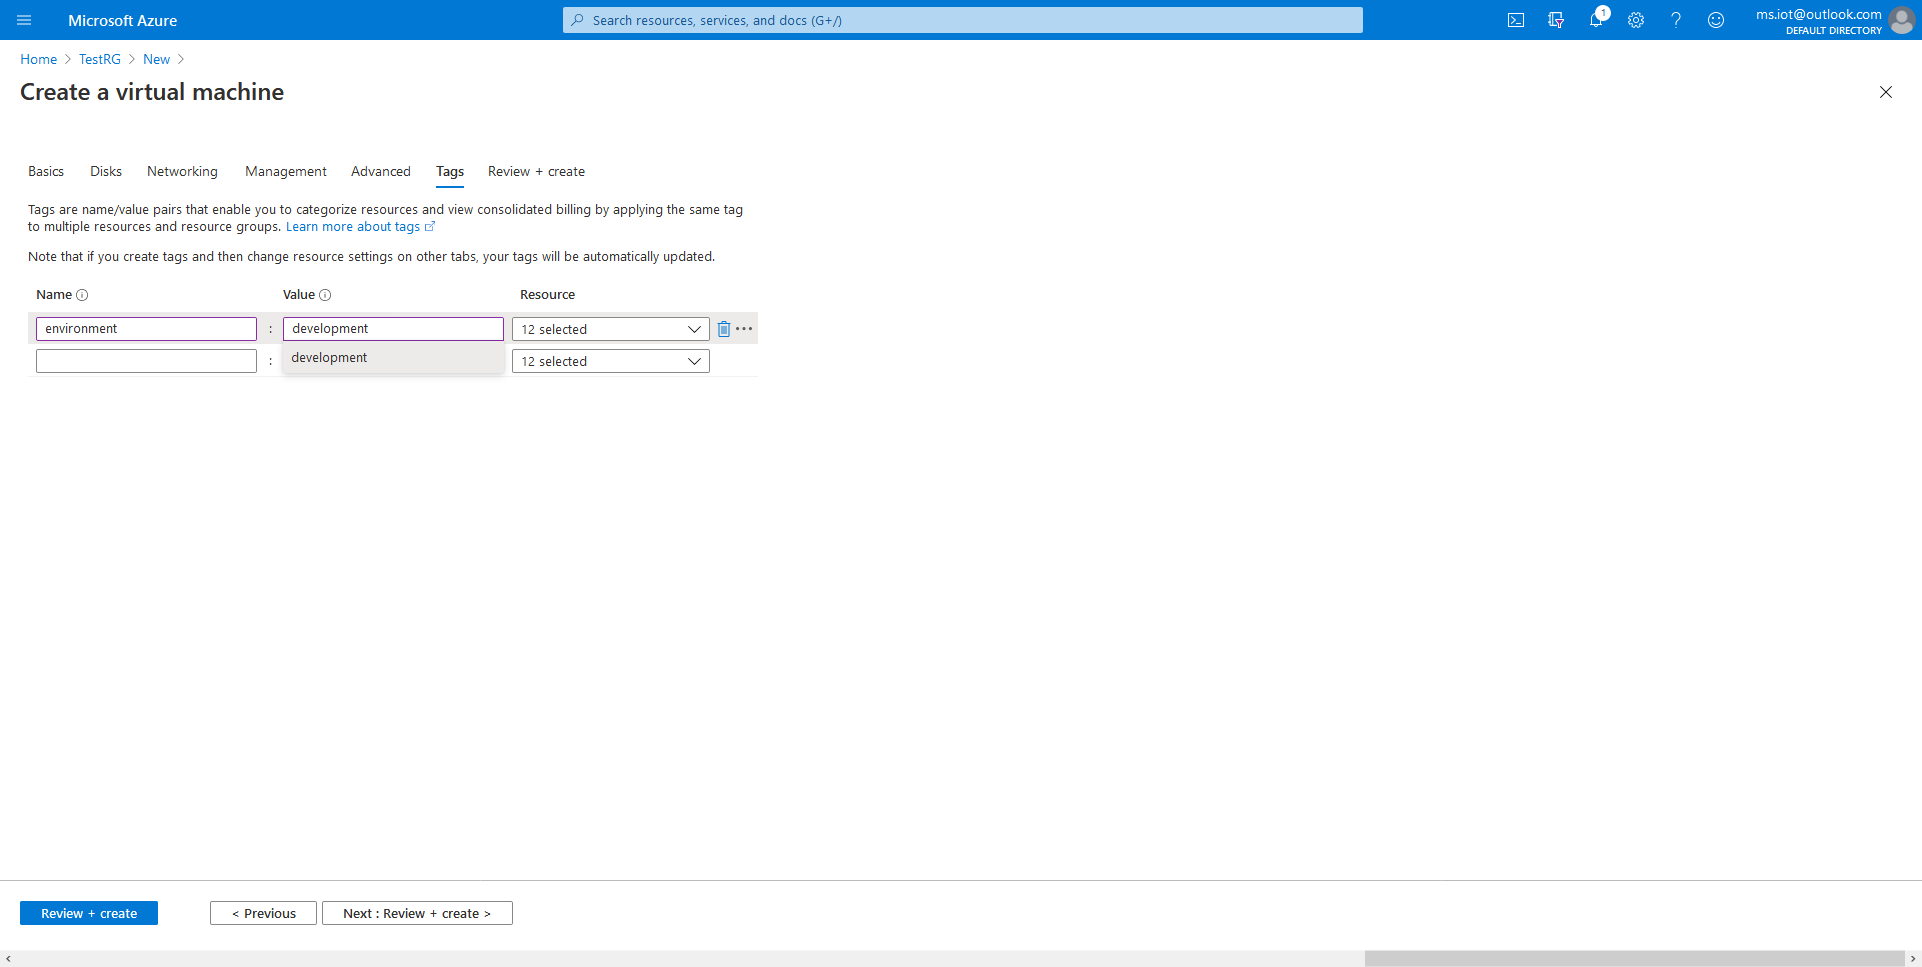 Microsoft Azure
Search resources, services, and docs (G+/)
1
ms.iot@outlook.com
DEFAULT DIRECTORY
Home > TestRG > New >
Create a virtual machine
Basics Disks Networking Management Advanced Tags Review + create
Tags are name/value pairs that enable you to categorize resources and view consolidated billing by applying the same tag
to multiple resources and resource groups. Learn more about tags
Note that if you create tags and then change resource settings on other tabs, your tags will be automatically updated.
Name Value Resource
environment : development 12 selected
: development 12 selected
Review + create < Previous Next : Review + create >